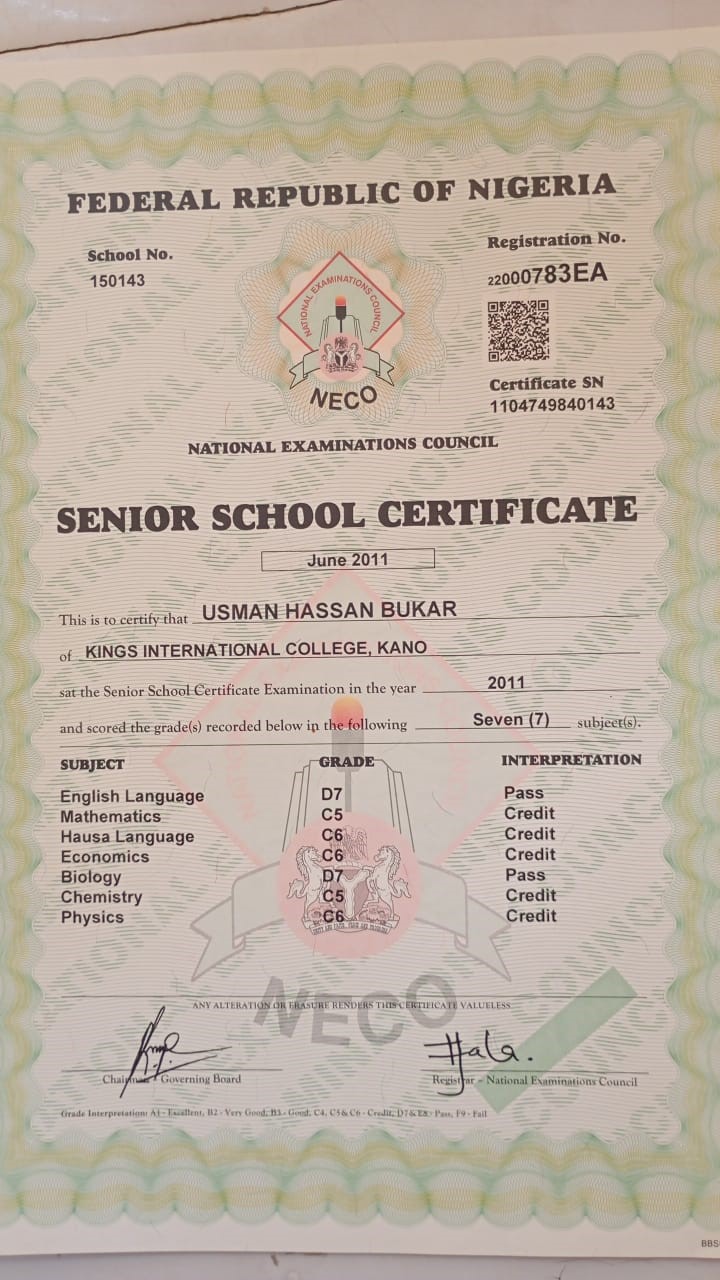 FEDERAL REPUBLIC OF NIGERIA
School No.
150143
Registration No.
22000783EA
NATIONAL EXAMINATIONS COUNCIL
NECO
Certificate SN
1104749840143
NATIONAL EXAMINATIONS COUNCIL
SENIOR SCHOOL CERTIFICATE
June 2011
This is to certify that USMAN HASSAN BUKAR
of KINGS INTERNATIONAL COLLEGE, KANO
sat the Senior School Certificate Examination in the year 2011
and scored the grade(s) recorded below in the following Seven (7) subject(s).
SUBJECT GRADE INTERPRETATION
English Language D7 Pass
Mathematics C5 Credit
Hausa Language C6 Credit
Economics C6 Credit
Biology D7 Pass
Chemistry C5 Credit
Physics C6 Credit
NECO
ANY ALTERATION OR ERASURE RENDERS THIS CERTIFICATE VALUELESS
Chairman - Governing Board
Registrar - National Examinations Council
Grade Interpretation: A1 - Excellent, B2 - Very Good, B3 - Good, C4, C5 & C6 - Credit, D7 & E8 - Pass, F9 - Fail